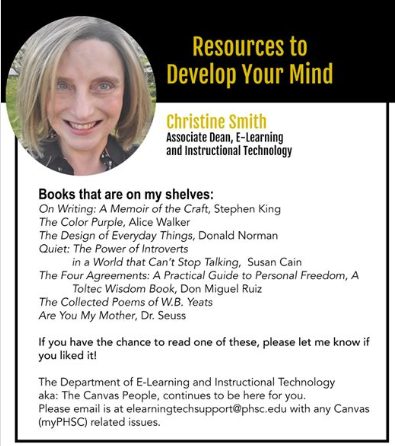 Resources to
Develop Your Mind
Christine Smith
Associate Dean, E-Learning
and Instructional Technology
Books that are on my shelves:
On Writing: A Memoir of the Craft, Stephen King
The Color Purple, Alice Walker
The Design of Everyday Things, Donald Norman
Quiet: The Power of Introverts
in a World that Can't Stop Talking, Susan Cain
The Four Agreements: A Practical Guide to Personal Freedom, A
Toltec Wisdom Book, Don Miguel Ruiz
The Collected Poems of W.B. Yeats
Are You My Mother, Dr. Seuss
If you have the chance to read one of these, please let me know if
you liked it!
The Department of E-Learning and Instructional Technology
aka: The Canvas People, continues to be here for you.
Please email is at elearningtechsupport@phsc.edu with any Canvas
(myPHSC) related issues.